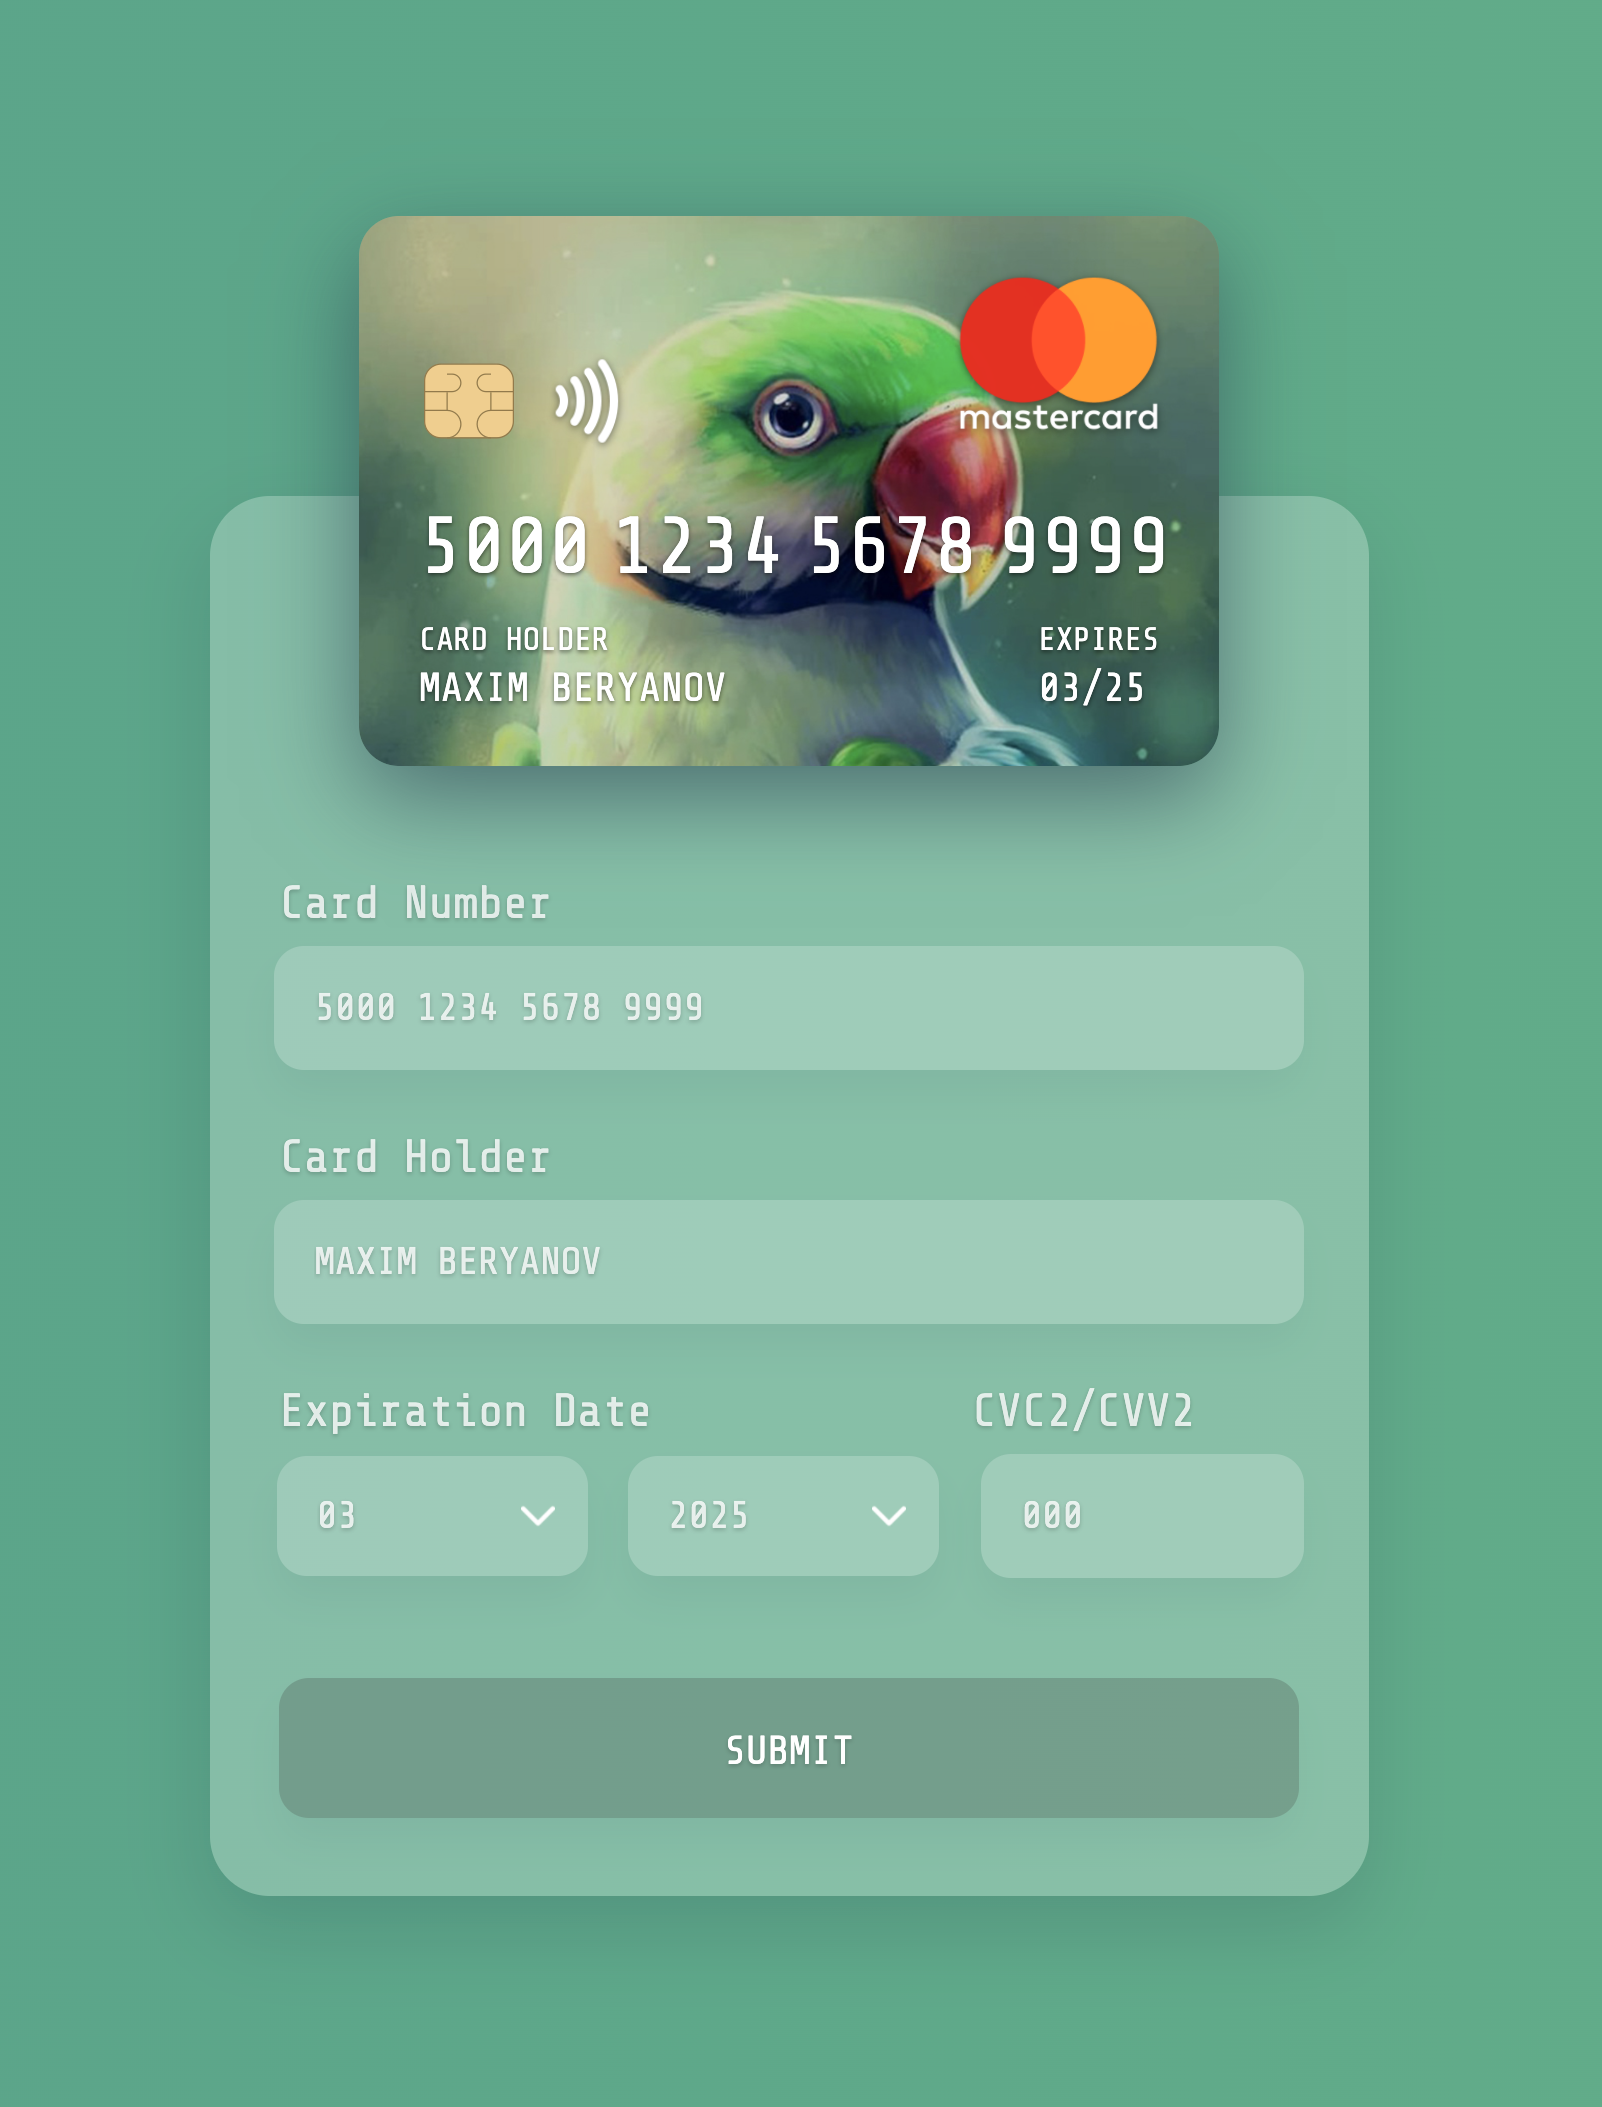 mastercard
5000 1234 5678 9999
CARD HOLDER
MAXIM BERYANOV
EXPIRES
03/25
Card Number
5000 1234 5678 9999
Card Holder
MAXIM BERYANOV
Expiration Date
CVC2/CVV2
03
2025
000
SUBMIT